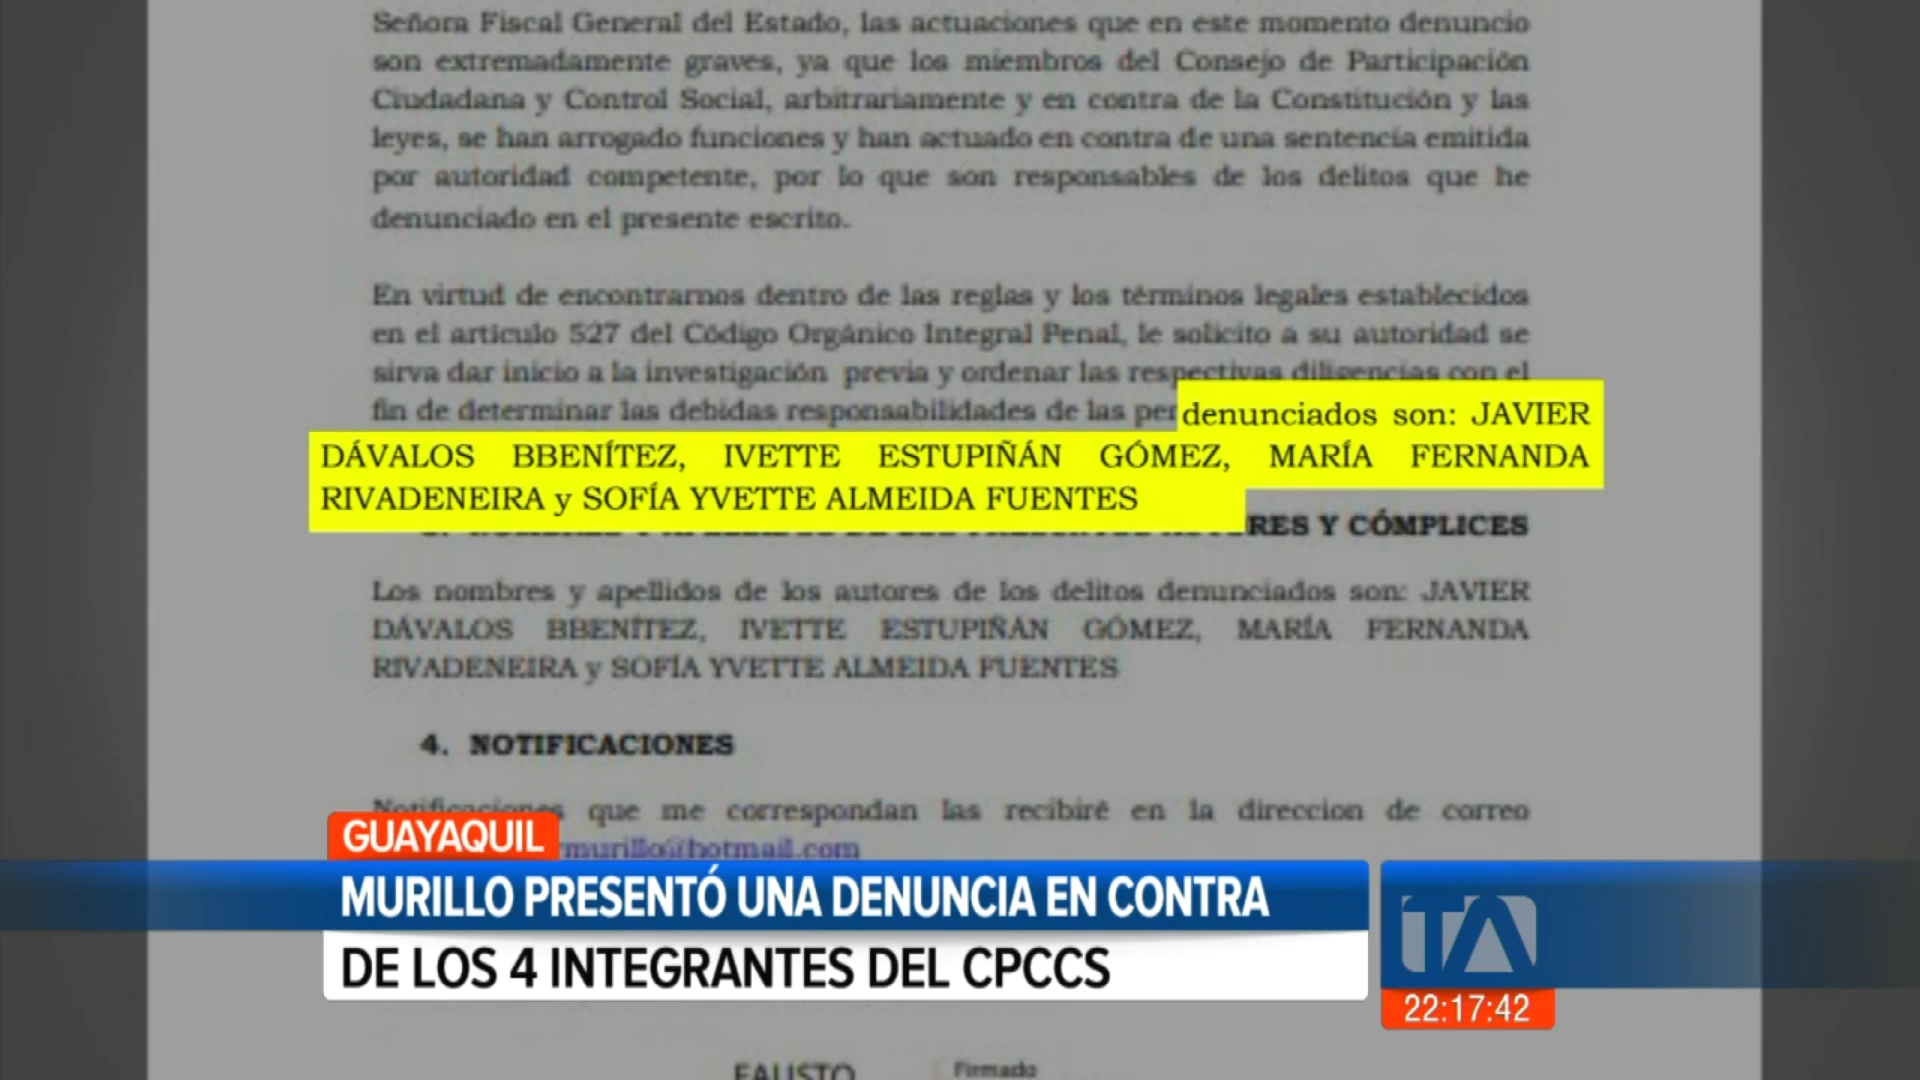 Señora Fiscal General del Estado, las actuaciones que en este momento denuncio
son extremadamente graves, ya que los miembros del Consejo de Participación
Ciudadana y Control Social, arbitrariamente y en contra de la Constitución y las
leyes, se han arrogado funciones y han actuado en contra de una sentencia emitida
por autoridad competente, por lo que son responsables de los delitos que he
denunciado en el presente escrito.
En virtud de encontrarnos dentro de las reglas y los términos legales establecidos
en el artículo 527 del Código Orgánico Integral Penal, le solicito a su autoridad se
sirva dar inicio a la investigación previa y ordenar las respectivas diligencias con el
fin de determinar las debidas responsabilidades de las
denunciados son: JAVIER
DÁVALOS BBENÍTEZ, IVETTE ESTUPIÑÁN GÓMEZ, MARÍA FERNANDA
RIVADENEIRA y SOFÍA YVETTE ALMEIDA FUENTES
Y CÓMPLICES
Los nombres y apellidos de los autores de los delitos denunciados son: JAVIER
DÁVALOS BBENÍTEZ, IVETTE ESTUPIÑÁN GÓMEZ, MARÍA FERNANDA
RIVADENEIRA y SOFÍA YVETTE ALMEIDA FUENTES
4. NOTIFICACIONES
Notificaciones que me correspondan las recibiré en la direccion de correo
rmurillo@hotmail.com
GUAYAQUIL
MURILLO PRESENTÓ UNA DENUNCIA EN CONTRA
DE LOS 4 INTEGRANTES DEL CPCCS
TA
22:17:42
FAUSTO
Firmado